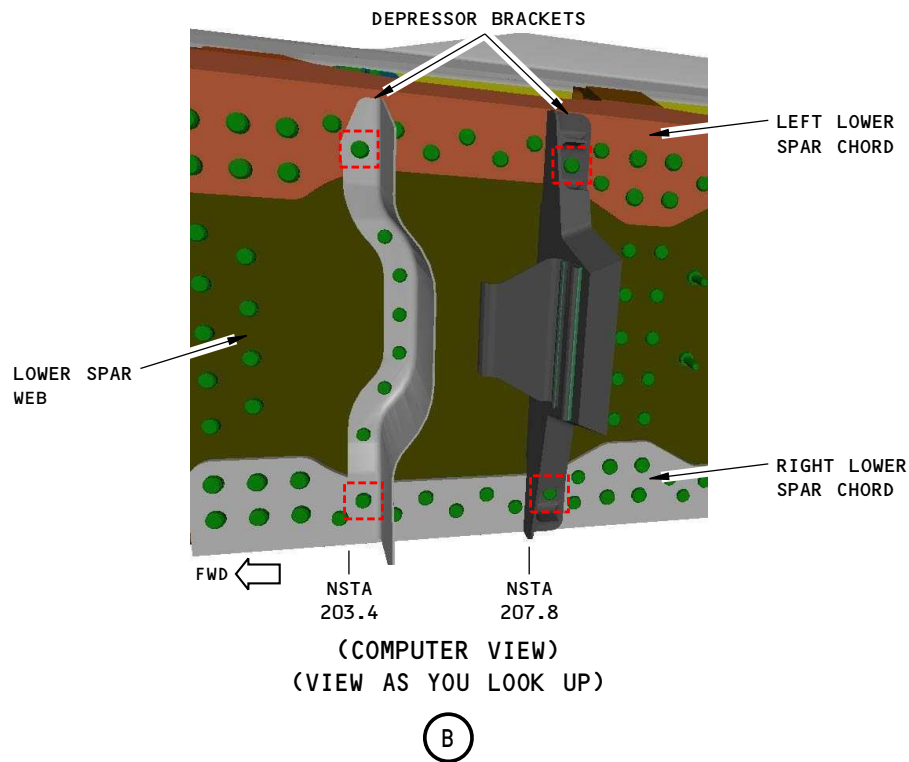 DEPRESSOR BRACKETS
LEFT LOWER
SPAR CHORD
LOWER SPAR
WEB
RIGHT LOWER
SPAR CHORD
FWD
NSTA
203.4
NSTA
207.8
(COMPUTER VIEW)
(VIEW AS YOU LOOK UP)
B